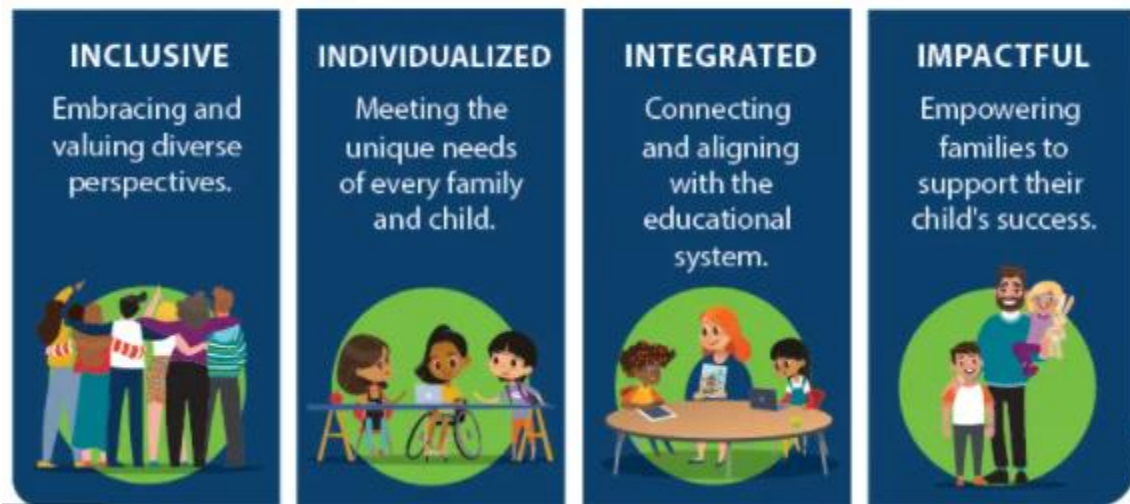 INCLUSIVE
Embracing and
valuing diverse
perspectives.
INDIVIDUALIZED
Meeting the
unique needs
of every family
and child.
INTEGRATED
Connecting
and aligning
with the
educational
system.
IMPACTFUL
Empowering
families to
support their
child's success.